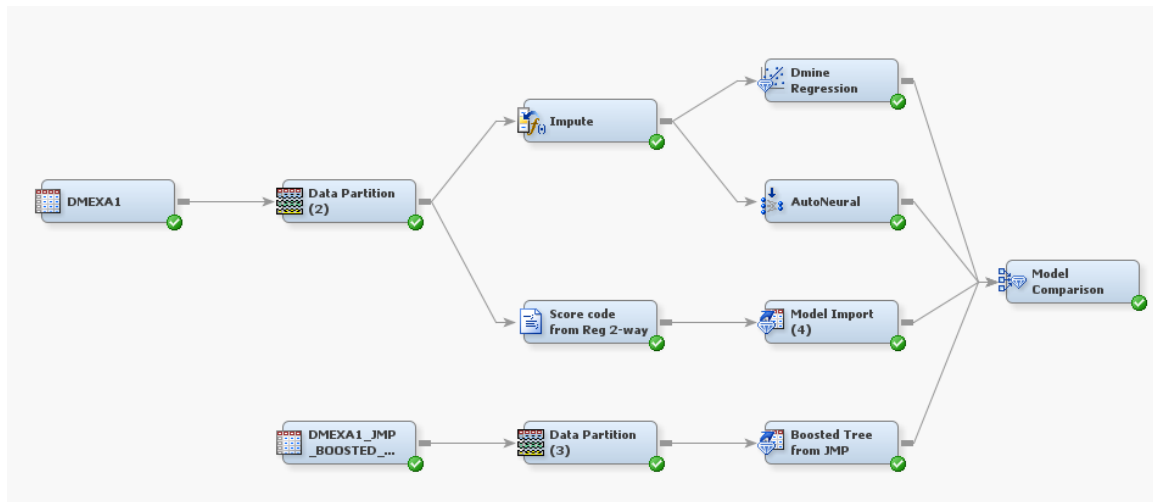 Dmine
Regression
Impute
DMEXA1
Data Partition
(2)
AutoNeural
Model
Comparison
Score code
from Reg 2-way
Model Import
(4)
DMEXA1_JMP
_BOOSTED_...
Data Partition
(3)
Boosted Tree
from JMP